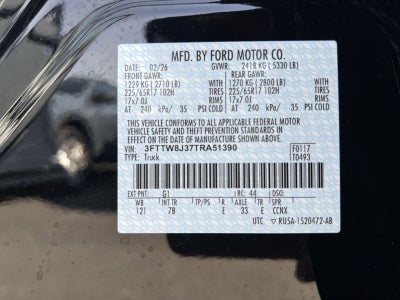 MFD. BY FORD MOTOR CO.
DATE: 02/26 GVWR: 2418 KG ( 5330 LB)
FRONT GAWR: REAR GAWR:
1229 KG (2710 LB) 1270 KG (2800 LB)
225/65R17 102H WITH TIRES 225/65R17 102H
17x7.0J RIMS 17x7.0J
AT 240 kPa/ 35 PSI COLD AT 240 kPa/ 35 PSI COLD
THIS VEHICLE CONFORMS TO ALL APPLICABLE FEDERAL MOTOR
VEHICLE SAFETY AND THEFT PREVENTION STANDARDS IN
EFFECT ON THE DATE OF MANUFACTURE SHOWN ABOVE.
VIN: 3FTTW8J37TRA51390 F0117
TYPE: Truck T0493
EXT PNT: G1 RC: 44 DSO:
WB INT TR TP/PS R AXLE TR SPR
121 7B E 33 E CCNX
UTC ▽ RU5A-1520472-AB